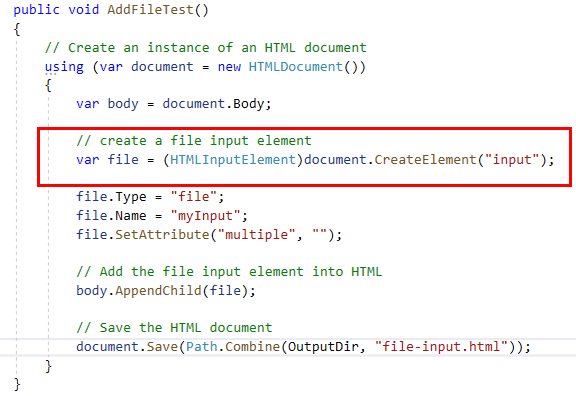 public void AddFileTest()
{
// Create an instance of an HTML document
using (var document = new HTMLDocument())
{
var body = document.Body;
// create a file input element
var file = (HTMLInputElement)document.CreateElement("input");
file.Type = "file";
file.Name = "myInput";
file.SetAttribute("multiple", "");
// Add the file input element into HTML
body.AppendChild(file);
// Save the HTML document
document.Save(Path.Combine(OutputDir, "file-input.html"));
}
}